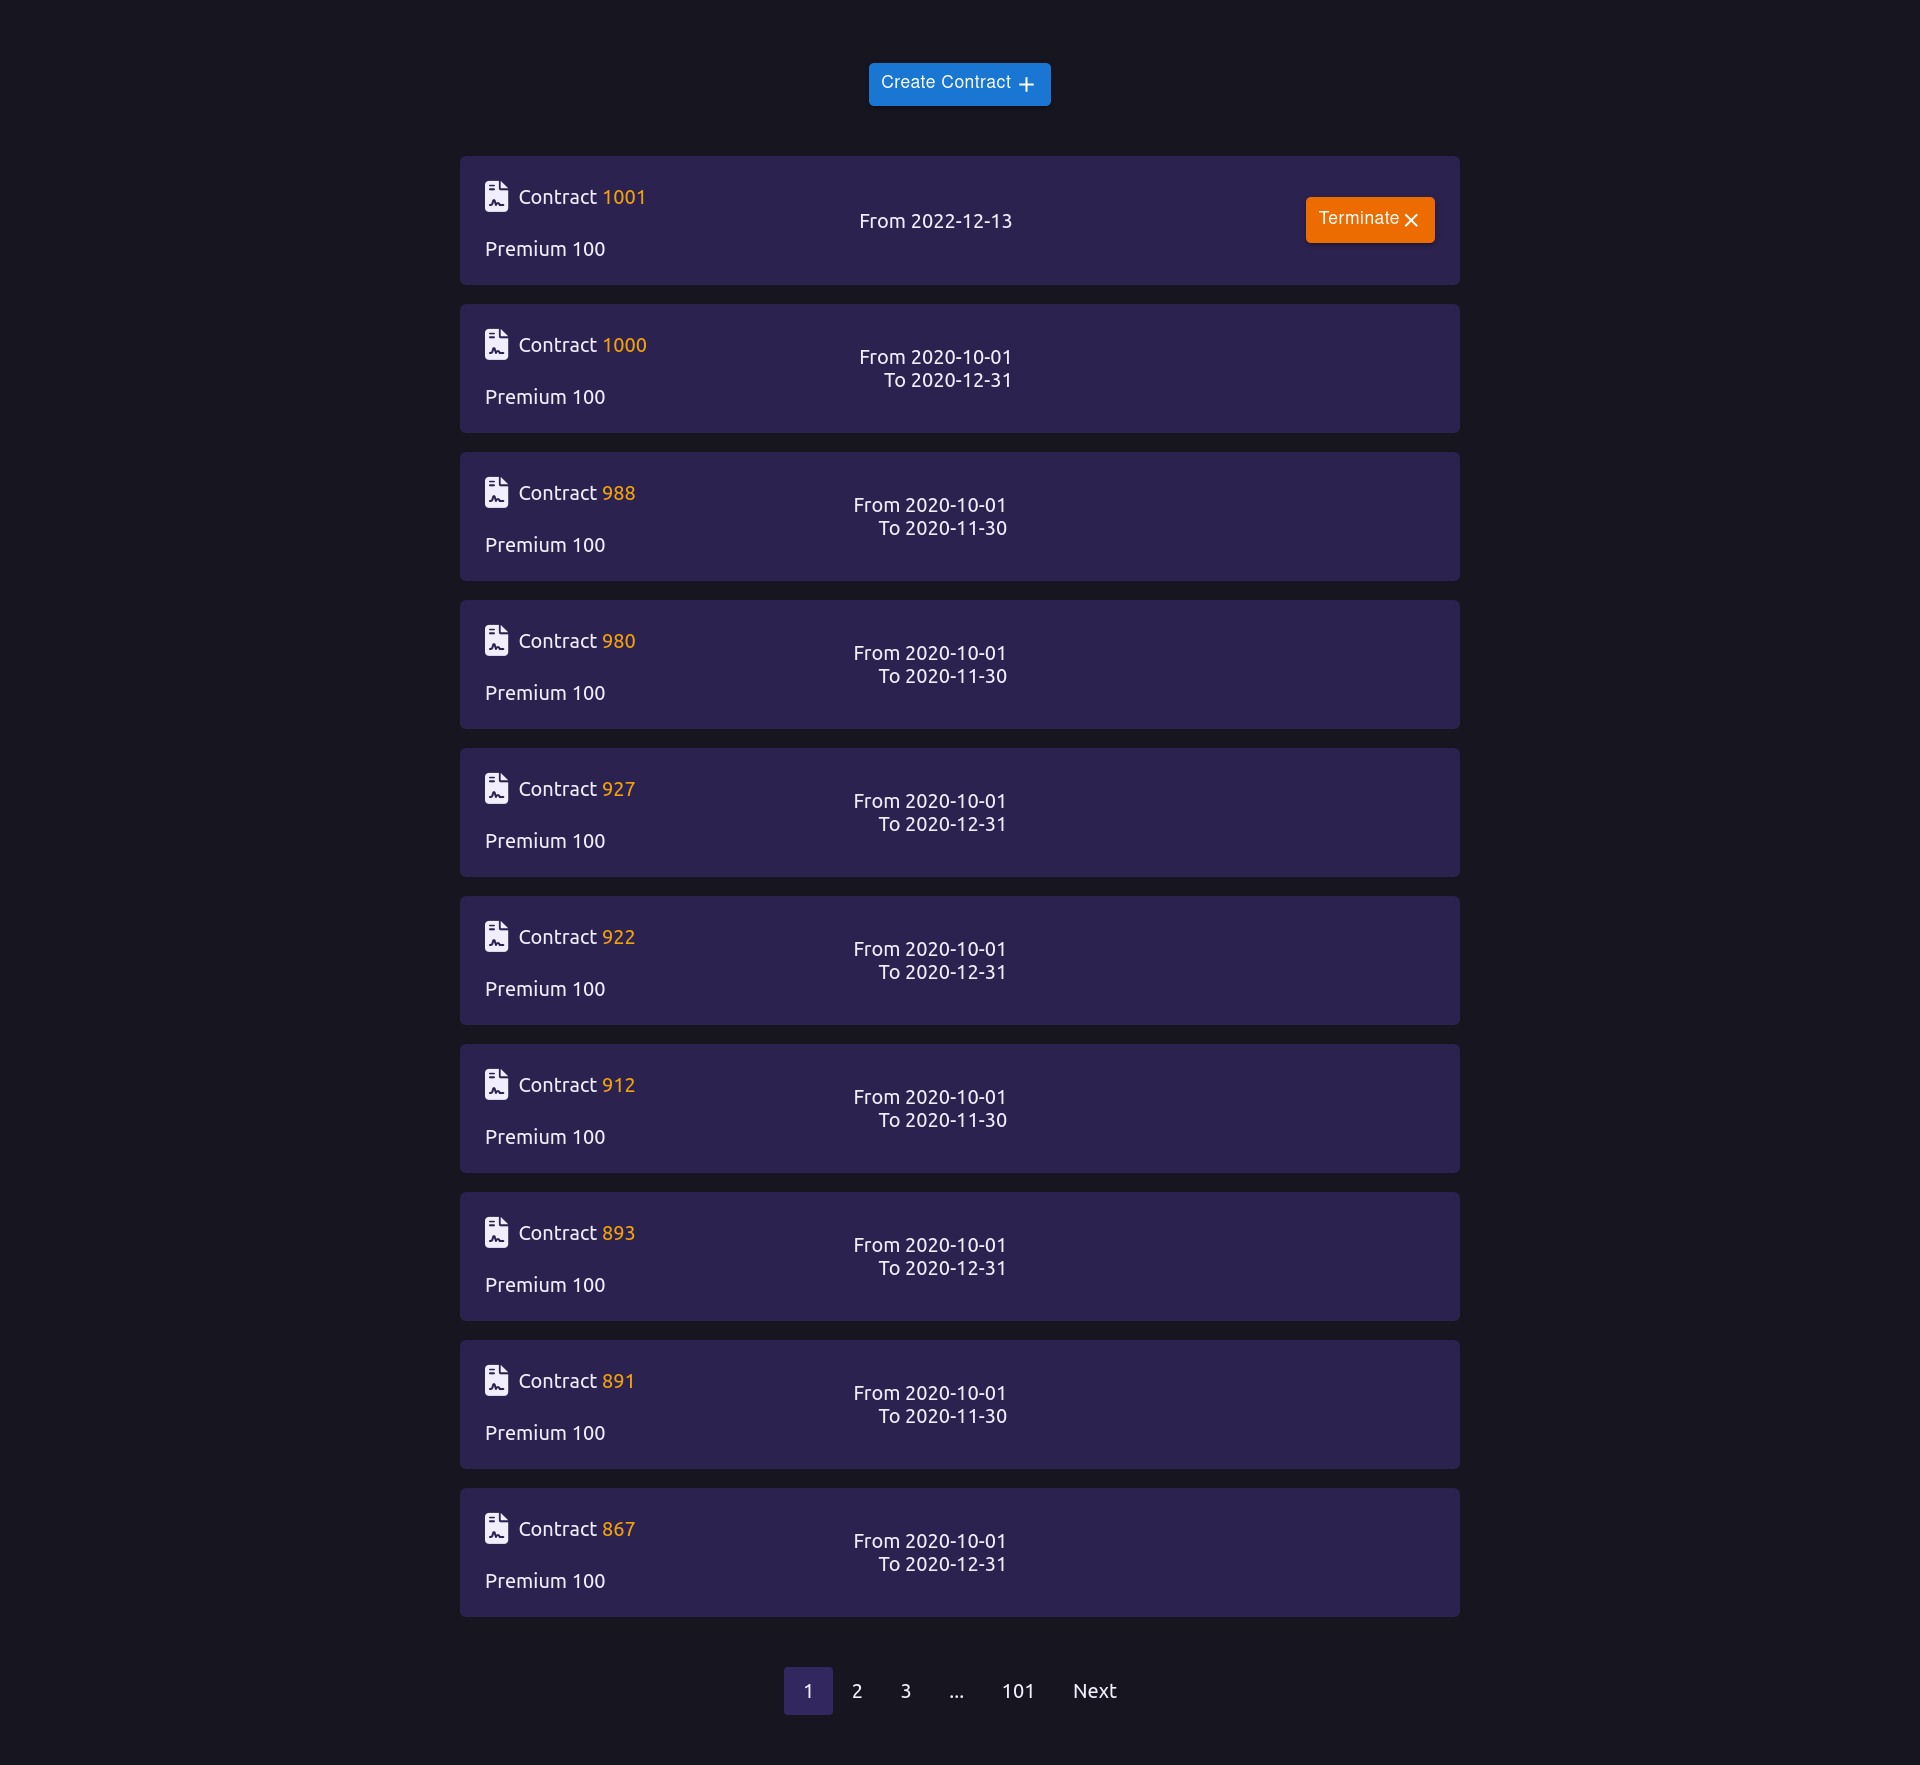 Create Contract
Contract 1001
From 2022-12-13
Terminate
Premium 100
Contract 1000
From 2020-10-01
To 2020-12-31
Premium 100
Contract 988
From 2020-10-01
To 2020-11-30
Premium 100
Contract 980
From 2020-10-01
To 2020-11-30
Premium 100
Contract 927
From 2020-10-01
To 2020-12-31
Premium 100
Contract 922
From 2020-10-01
To 2020-12-31
Premium 100
Contract 912
From 2020-10-01
To 2020-11-30
Premium 100
Contract 893
From 2020-10-01
To 2020-12-31
Premium 100
Contract 891
From 2020-10-01
To 2020-11-30
Premium 100
Contract 867
From 2020-10-01
To 2020-12-31
Premium 100
1 2 3 ... 101 Next